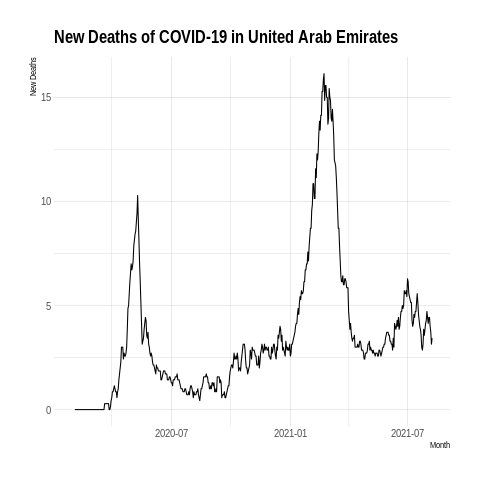 New Deaths of COVID-19 in United Arab Emirates
New Deaths
15
10
5
0
2020-07
2021-01
2021-07
Month